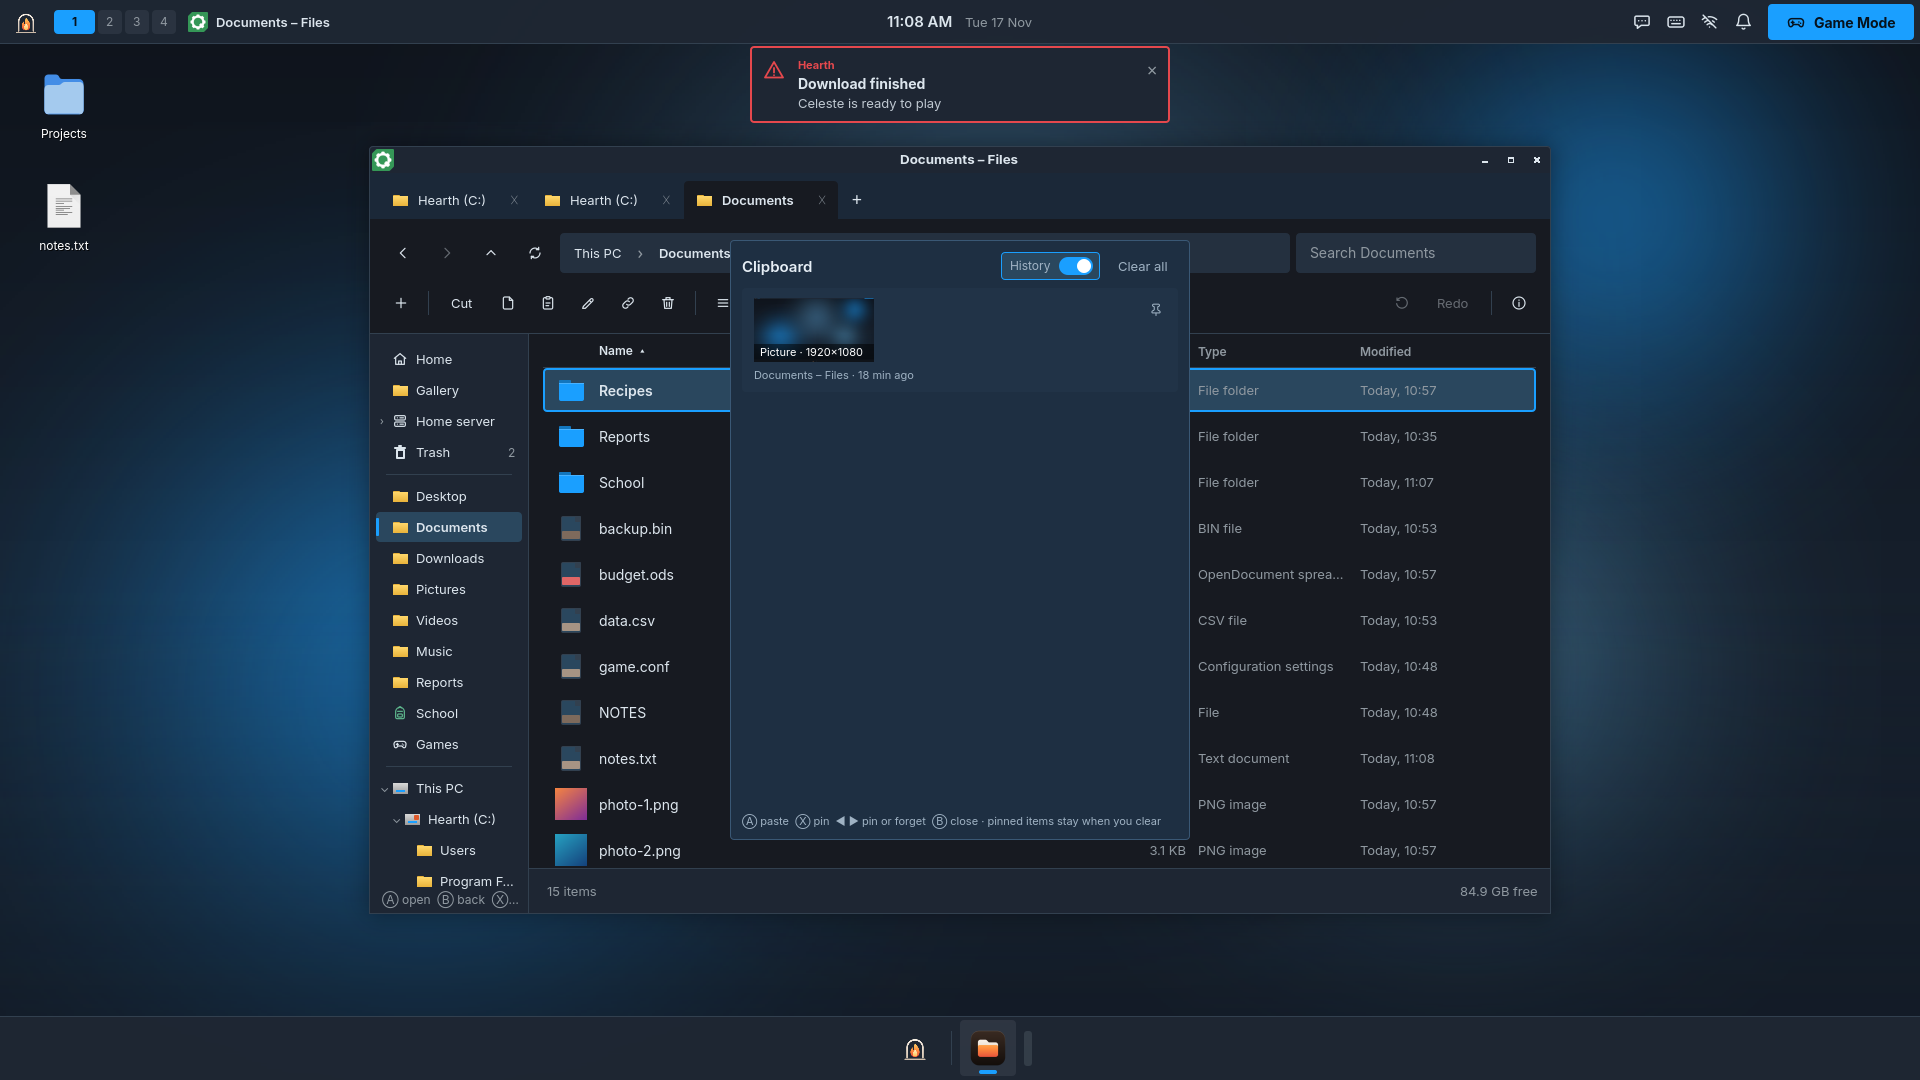 1 2 3 4 Documents – Files 11:08 AM Tue 17 Nov Game Mode
Projects
notes.txt
Hearth
Download finished
Celeste is ready to play
Documents – Files
Hearth (C:) X Hearth (C:) X Documents X +
This PC › Documents Search Documents
Cut Redo
Clipboard History Clear all
Picture · 1920×1080
Documents – Files · 18 min ago
A paste X pin ◀ ▶ pin or forget B close · pinned items stay when you clear
Home
Gallery
Home server
Trash 2
Desktop
Documents
Downloads
Pictures
Videos
Music
Reports
School
Games
This PC
Hearth (C:)
Users
Program F...
A open B back X...
Name Type Modified
Recipes File folder Today, 10:57
Reports File folder Today, 10:35
School File folder Today, 11:07
backup.bin BIN file Today, 10:53
budget.ods OpenDocument sprea... Today, 10:57
data.csv CSV file Today, 10:53
game.conf Configuration settings Today, 10:48
NOTES File Today, 10:48
notes.txt Text document Today, 11:08
photo-1.png PNG image Today, 10:57
photo-2.png 3.1 KB PNG image Today, 10:57
15 items 84.9 GB free